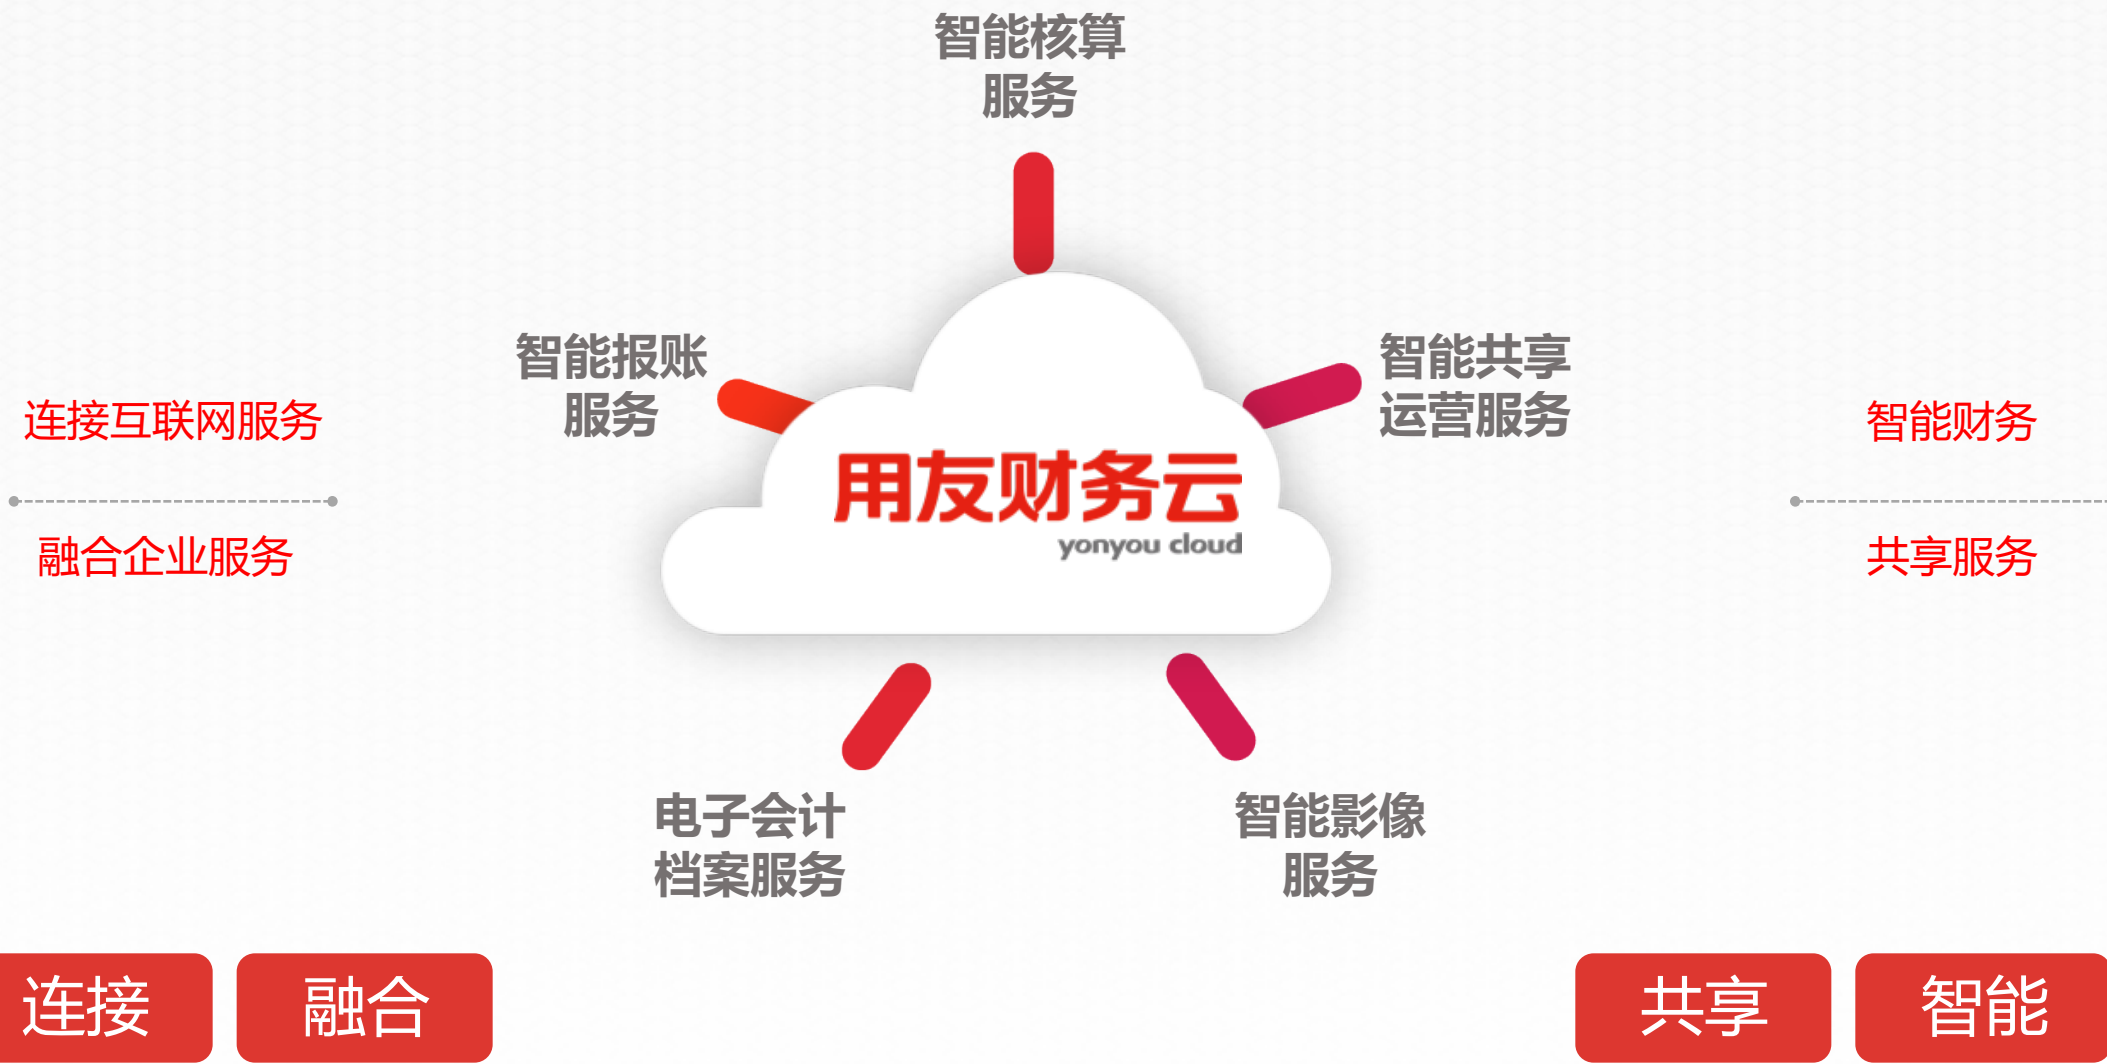 智能核算
服务
智能报账
服务
智能共享
运营服务
连接互联网服务
融合企业服务
用友财务云
yonyou cloud
智能财务
共享服务
电子会计
档案服务
智能影像
服务
连接
融合
共享
智能